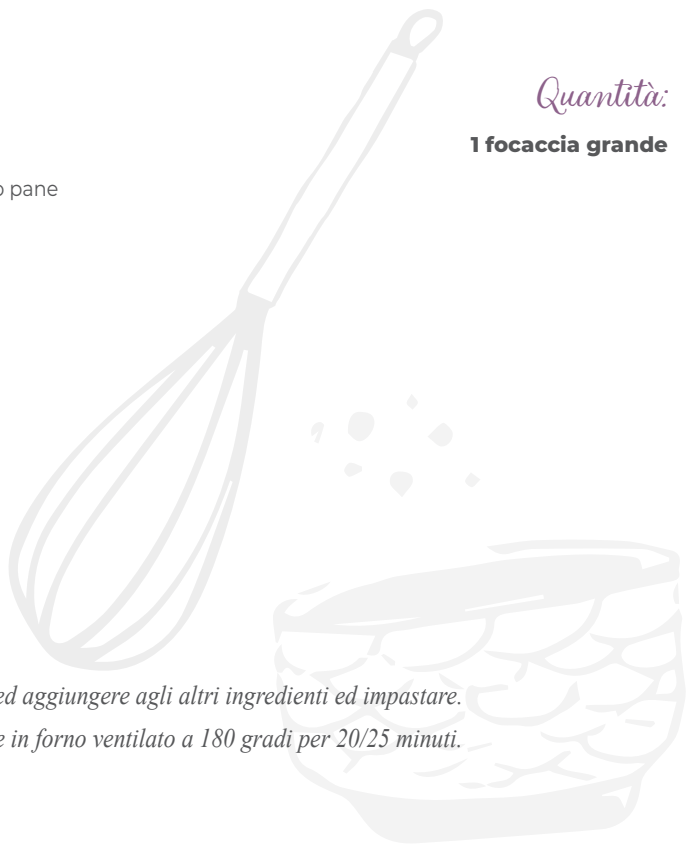 Quantità:
1 focaccia grande
o pane
ed aggiungere agli altri ingredienti ed impastare.
e in forno ventilato a 180 gradi per 20/25 minuti.